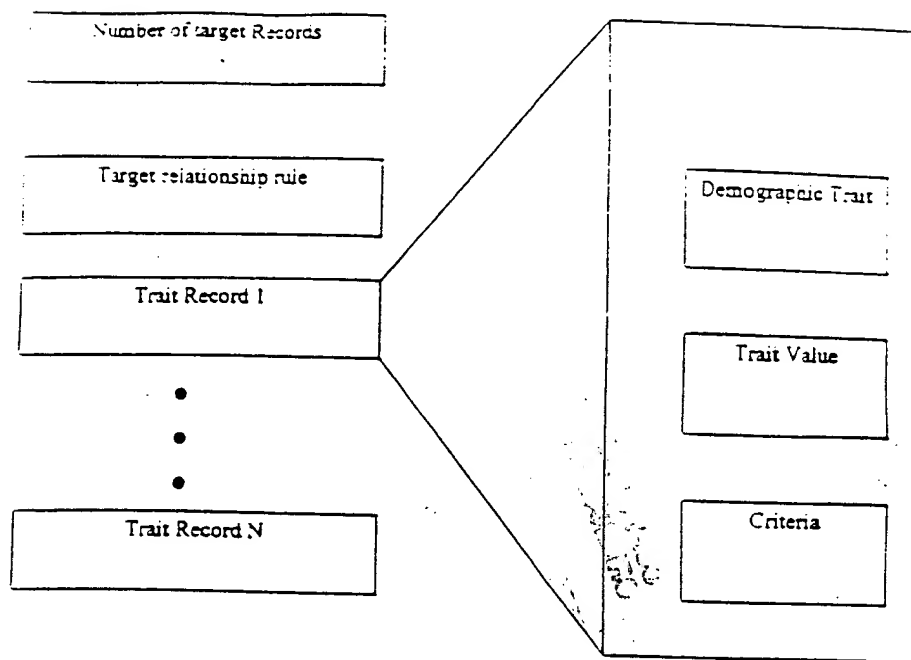 Number of target Records
Target relationship rule
Trait Record 1
Trait Record N
Demographic Trait
Trait Value
Criteria